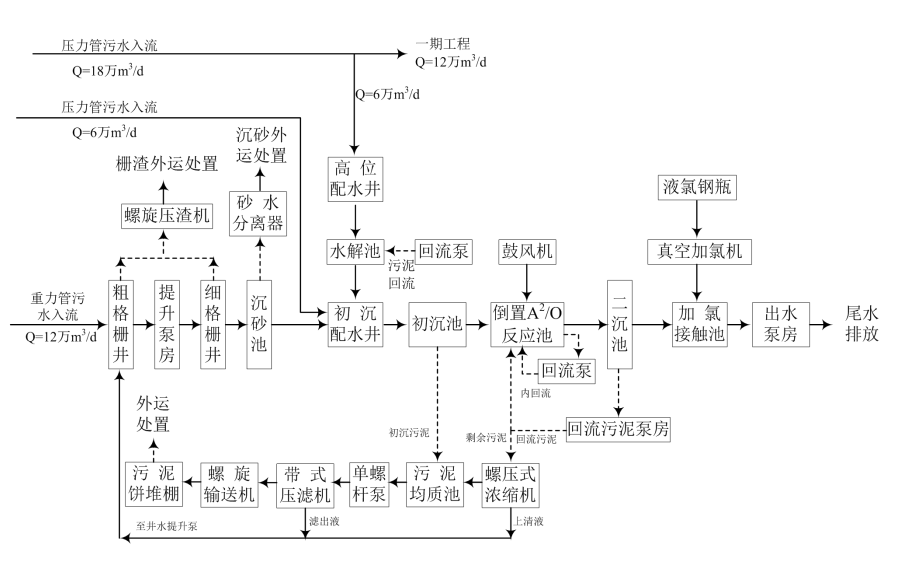 压力管污水入流
Q=18万m³/d
一期工程
Q=12万m³/d
Q=6万m³/d
压力管污水入流
Q=6万m³/d
沉砂外
运处置
栅渣外运处置
高 位
配水井
液氯钢瓶
砂 水
分离器
螺旋压渣机
水解池
回流泵
鼓风机
真空加氯机
污泥
回流
重力管污
水入流
Q=12万m³/d
粗格栅井
提升泵房
细格栅井
沉砂池
初 沉
配水井
初沉池
倒置A²/O
反应池
二沉池
加 氯
接触池
出水
泵房
尾水
排放
回流泵
内回流
外运
处置
初沉污泥
剩余污泥
回流污泥
回流污泥泵房
污 泥
饼堆棚
螺 旋
输送机
带 式
压滤机
单螺
杆泵
污 泥
均质池
螺压式
浓缩机
至井水提升泵
滤出液
上清液